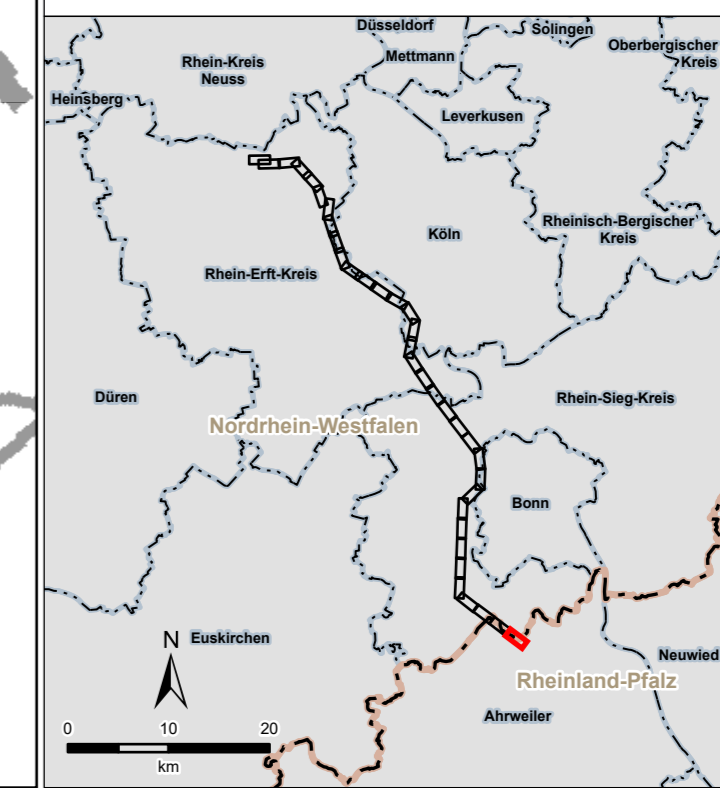 Düsseldorf
Solingen
Oberbergischer
Kreis
Mettmann
Rhein-Kreis
Neuss
Heinsberg
Leverkusen
Rheinisch-Bergischer
Kreis
Köln
Rhein-Erft-Kreis
Düren
Rhein-Sieg-Kreis
Nordrhein-Westfalen
Bonn
N
Euskirchen
Neuwied
Rheinland-Pfalz
Ahrweiler
0 10 20
km